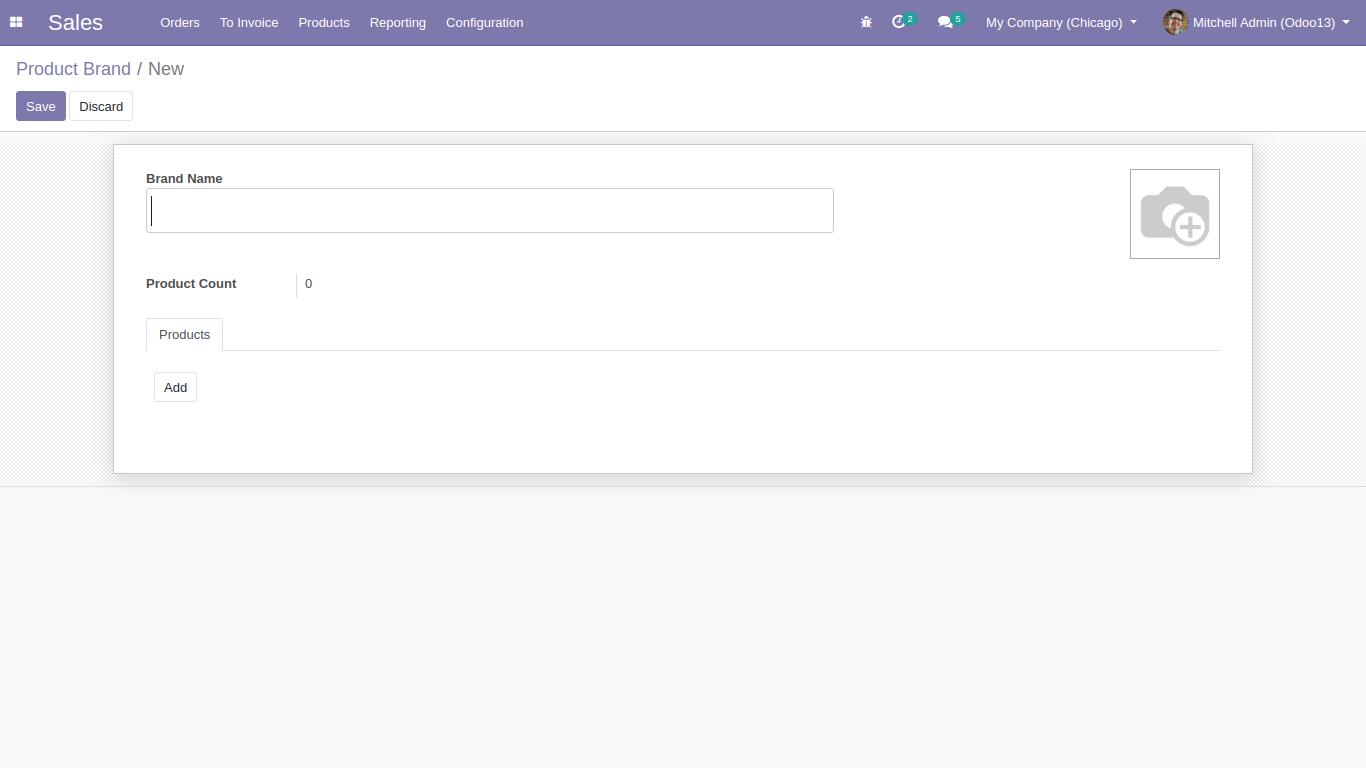 Sales Orders To Invoice Products Reporting Configuration 2 5 My Company (Chicago) Mitchell Admin (Odoo13)
Product Brand / New
Save Discard
Brand Name
Product Count 0
Products
Add